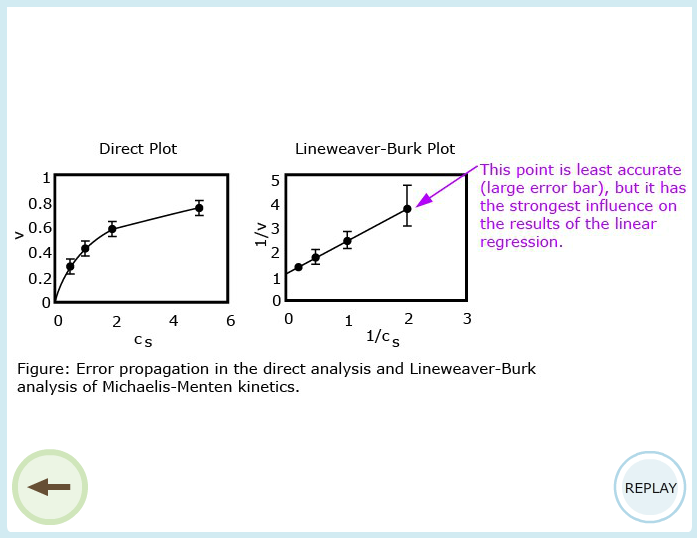 Direct Plot
v
1
0.8
0.6
0.4
0.2
0
0 2 4 6
c s
Lineweaver-Burk Plot
1/v
5
4
3
2
1
0
0 1 2 3
1/c s
This point is least accurate
(large error bar), but it has
the strongest influence on
the results of the linear
regression.
Figure: Error propagation in the direct analysis and Lineweaver-Burk
analysis of Michaelis-Menten kinetics.
REPLAY